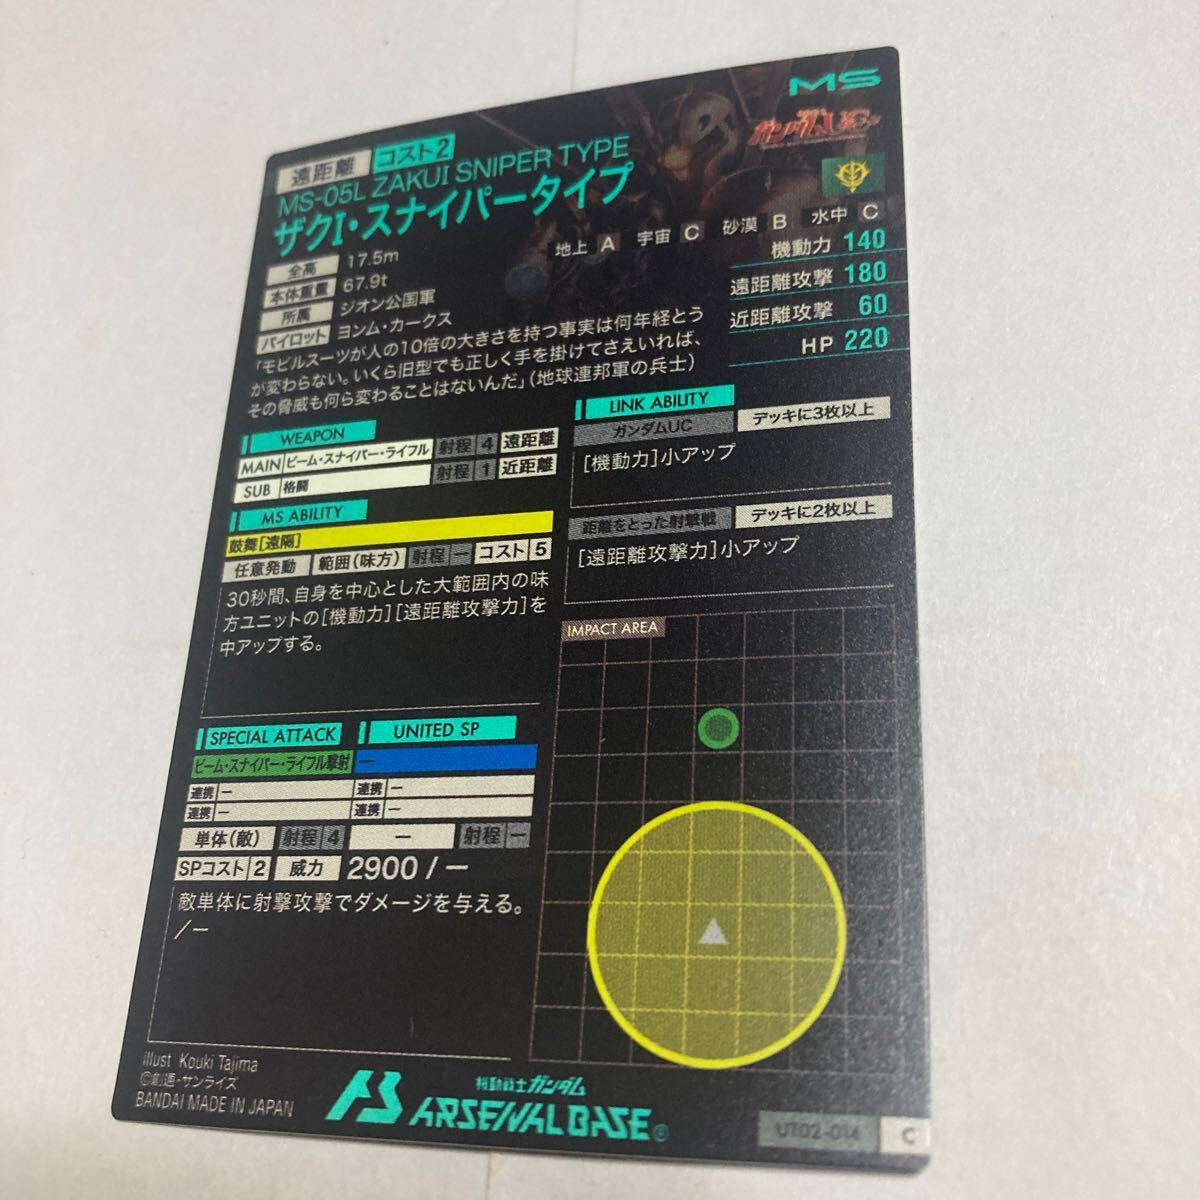 MS
ガンダムUC
遠距離 コスト2
MS-05L ZAKUI SNIPER TYPE
ザクI・スナイパータイプ
地上 A 宇宙 C 砂漠 B 水中 C
全高 17.5m
本体重量 67.9t
所属 ジオン公国軍
パイロット ヨンム・カークス
機動力 140
遠距離攻撃 180
近距離攻撃 60
HP 220
「モビルスーツが人の10倍の大きさを持つ事実は何年経とう
が変わらない。いくら旧型でも正しく手を掛けてさえいれば、
その脅威も何ら変わることはないんだ」(地球連邦軍の兵士)
WEAPON
MAIN ビーム・スナイパー・ライフル 射程 4 遠距離
SUB 格闘 射程 1 近距離
MS ABILITY
鼓舞[遠隔]
任意発動 範囲(味方) 射程 ー コスト 5
30秒間、自身を中心とした大範囲内の味
方ユニットの[機動力][遠距離攻撃力]を
中アップする。
LINK ABILITY
ガンダムUC デッキに3枚以上
[機動力]小アップ
距離をとった射撃戦 デッキに2枚以上
[遠距離攻撃力]小アップ
IMPACT AREA
SPECIAL ATTACK UNITED SP
ビーム・スナイパー・ライフル撃射 ー
連携 ー 連携 ー
連携 ー 連携 ー
単体(敵) 射程 4 ー 射程 ー
SPコスト 2 威力 2900 / ー
敵単体に射撃攻撃でダメージを与える。
/ー
illust Kouki Tajima
©創通・サンライズ
BANDAI MADE IN JAPAN
機動戦士ガンダム
ARSENAL BASE
UT02-014 C